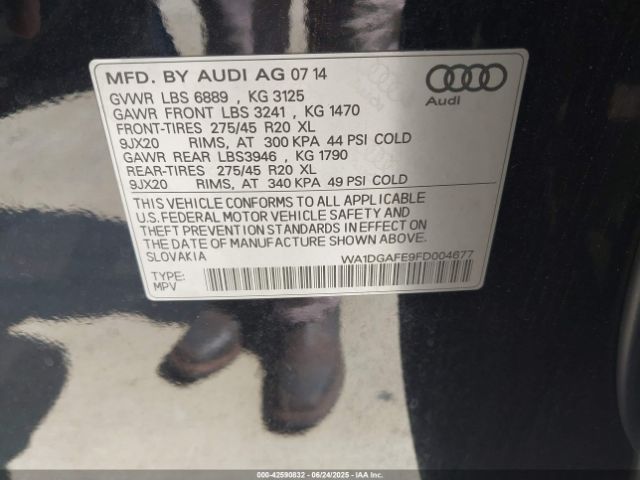 MFD. BY AUDI AG 07 14
GVWR LBS 6889 , KG 3125
GAWR FRONT LBS 3241 , KG 1470
FRONT-TIRES 275/45 R20 XL
9JX20 RIMS, AT 300 KPA 44 PSI COLD
GAWR REAR LBS3946 , KG 1790
REAR-TIRES 275/45 R20 XL
9JX20 RIMS, AT 340 KPA 49 PSI COLD
Audi
THIS VEHICLE CONFORMS TO ALL APPLICABLE
U.S. FEDERAL MOTOR VEHICLE SAFETY AND
THEFT PREVENTION STANDARDS IN EFFECT ON
THE DATE OF MANUFACTURE SHOWN ABOVE.
SLOVAKIA
WA1DGAFE9FD004677
TYPE:
MPV
000-42590832 - 06/24/2025 - IAA Inc.